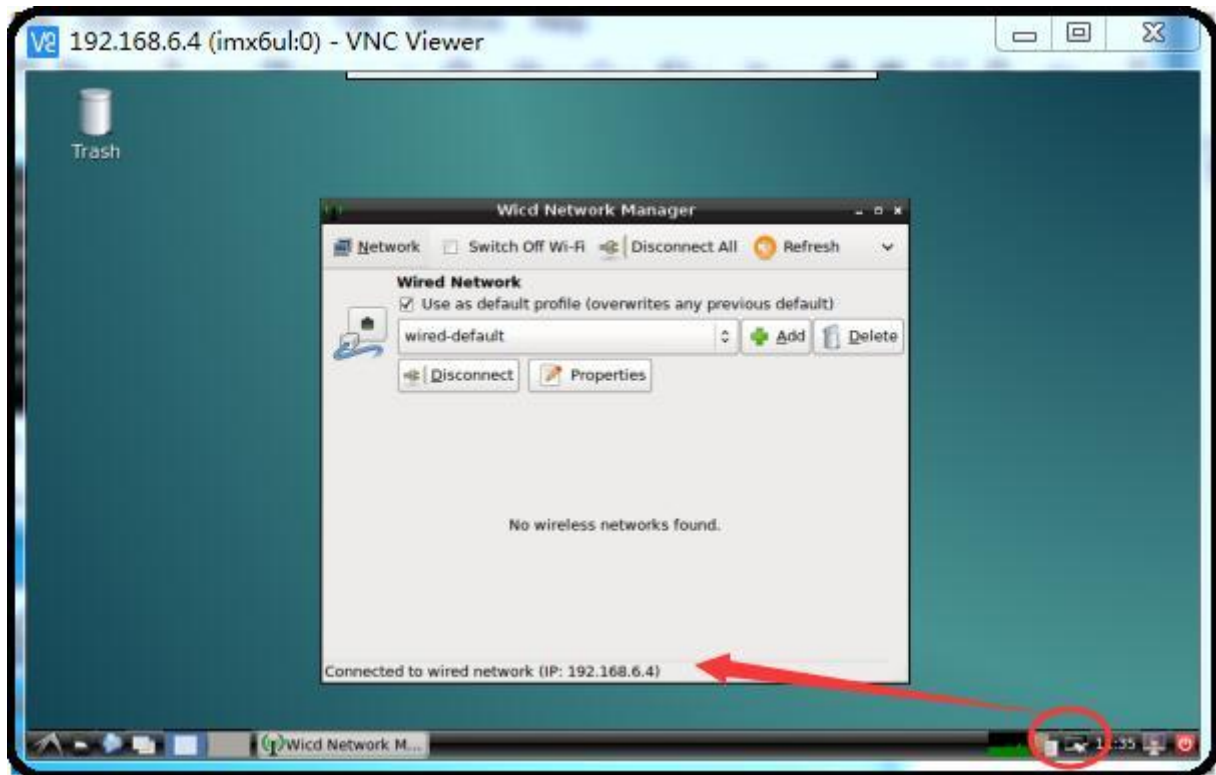 V2 192.168.6.4 (imx6ul:0) - VNC Viewer
Trash
Wicd Network Manager
Network Switch Off Wi-Fi Disconnect All Refresh
Wired Network
Use as default profile (overwrites any previous default)
wired-default Add Delete
Disconnect Properties
No wireless networks found.
Connected to wired network (IP: 192.168.6.4)
Wicd Network M...